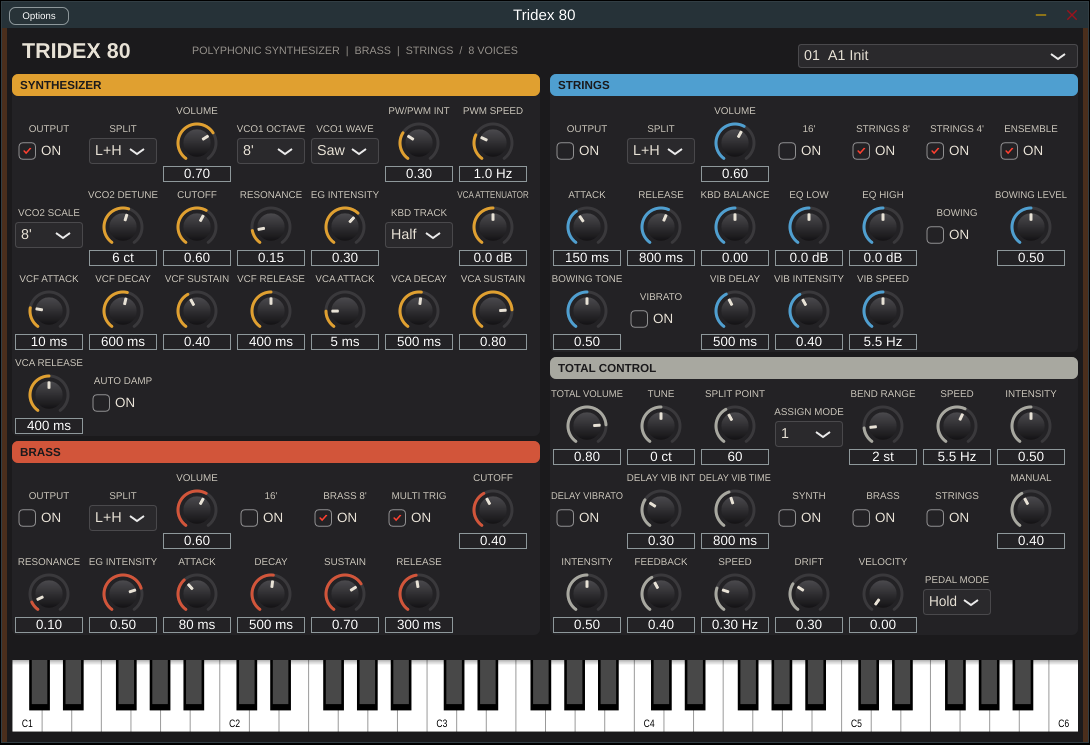 Options
Tridex 80
TRIDEX 80
POLYPHONIC SYNTHESIZER | BRASS | STRINGS / 8 VOICES
01 A1 Init
SYNTHESIZER
OUTPUT SPLIT VOLUME VCO1 OCTAVE VCO1 WAVE PW/PWM INT PWM SPEED
ON L+H 0.70 8' Saw 0.30 1.0 Hz
VCO2 SCALE VCO2 DETUNE CUTOFF RESONANCE EG INTENSITY KBD TRACK VCA ATTENUATOR
8' 6 ct 0.60 0.15 0.30 Half 0.0 dB
VCF ATTACK VCF DECAY VCF SUSTAIN VCF RELEASE VCA ATTACK VCA DECAY VCA SUSTAIN
10 ms 600 ms 0.40 400 ms 5 ms 500 ms 0.80
VCA RELEASE AUTO DAMP
400 ms ON
BRASS
OUTPUT SPLIT VOLUME 16' BRASS 8' MULTI TRIG CUTOFF
ON L+H 0.60 ON ON ON 0.40
RESONANCE EG INTENSITY ATTACK DECAY SUSTAIN RELEASE
0.10 0.50 80 ms 500 ms 0.70 300 ms
STRINGS
OUTPUT SPLIT VOLUME 16' STRINGS 8' STRINGS 4' ENSEMBLE
ON L+H 0.60 ON ON ON ON
ATTACK RELEASE KBD BALANCE EQ LOW EQ HIGH BOWING BOWING LEVEL
150 ms 800 ms 0.00 0.0 dB 0.0 dB ON 0.50
BOWING TONE VIBRATO VIB DELAY VIB INTENSITY VIB SPEED
0.50 ON 500 ms 0.40 5.5 Hz
TOTAL CONTROL
TOTAL VOLUME TUNE SPLIT POINT ASSIGN MODE BEND RANGE SPEED INTENSITY
0.80 0 ct 60 1 2 st 5.5 Hz 0.50
DELAY VIBRATO DELAY VIB INT DELAY VIB TIME SYNTH BRASS STRINGS MANUAL
ON 0.30 800 ms ON ON ON 0.40
INTENSITY FEEDBACK SPEED DRIFT VELOCITY PEDAL MODE
0.50 0.40 0.30 Hz 0.30 0.00 Hold
C1 C2 C3 C4 C5 C6